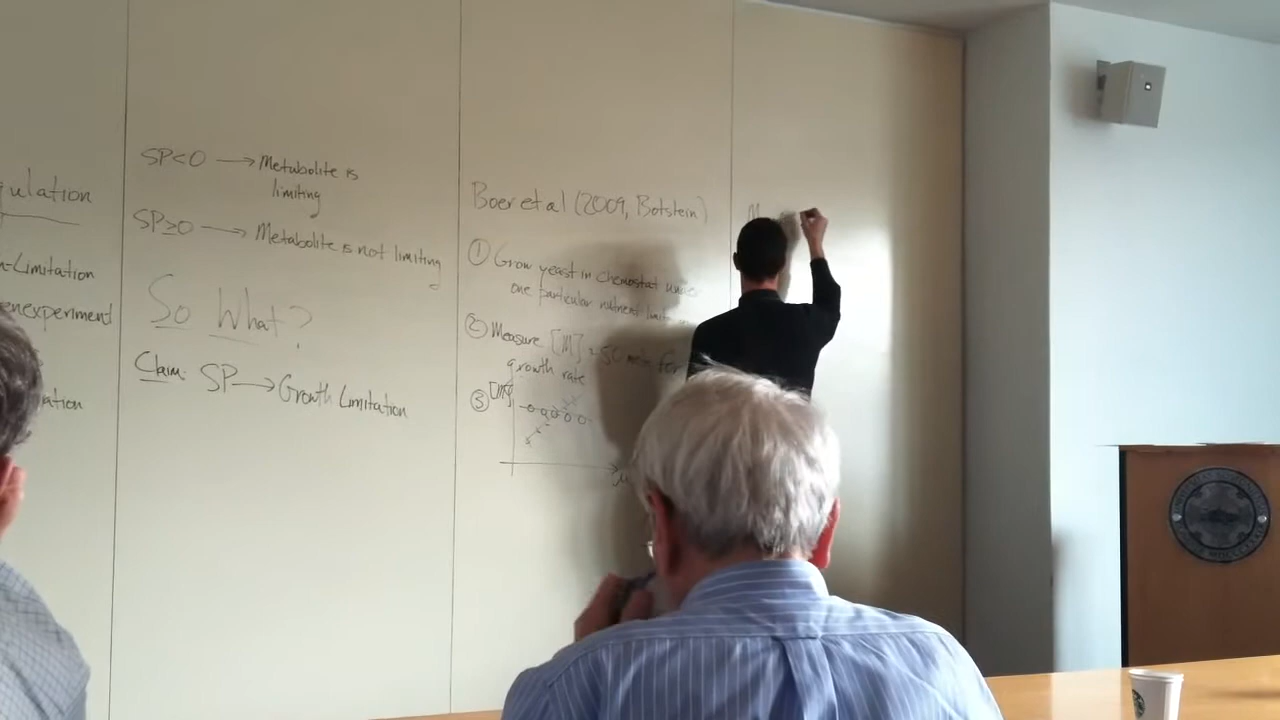 ulation
-Limitation
enexperiment
ation
SP<0 → Metabolite is
limiting
SP≥0 → Metabolite is not limiting
So What?
Claim: SP → Growth Limitation
Boer et al (2009, Botstein)
① Grow yeast in chemostat under
one particular nutrient
② Measure [M] for
growth rate
③ [M]